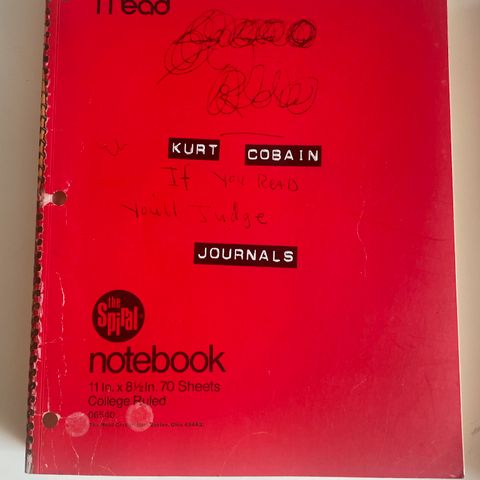 Mead
KURT COBAIN
If You READ
You'll Judge
JOURNALS
the
Spiral
notebook
11 in. x 8½ in. 70 Sheets
College Ruled
06540